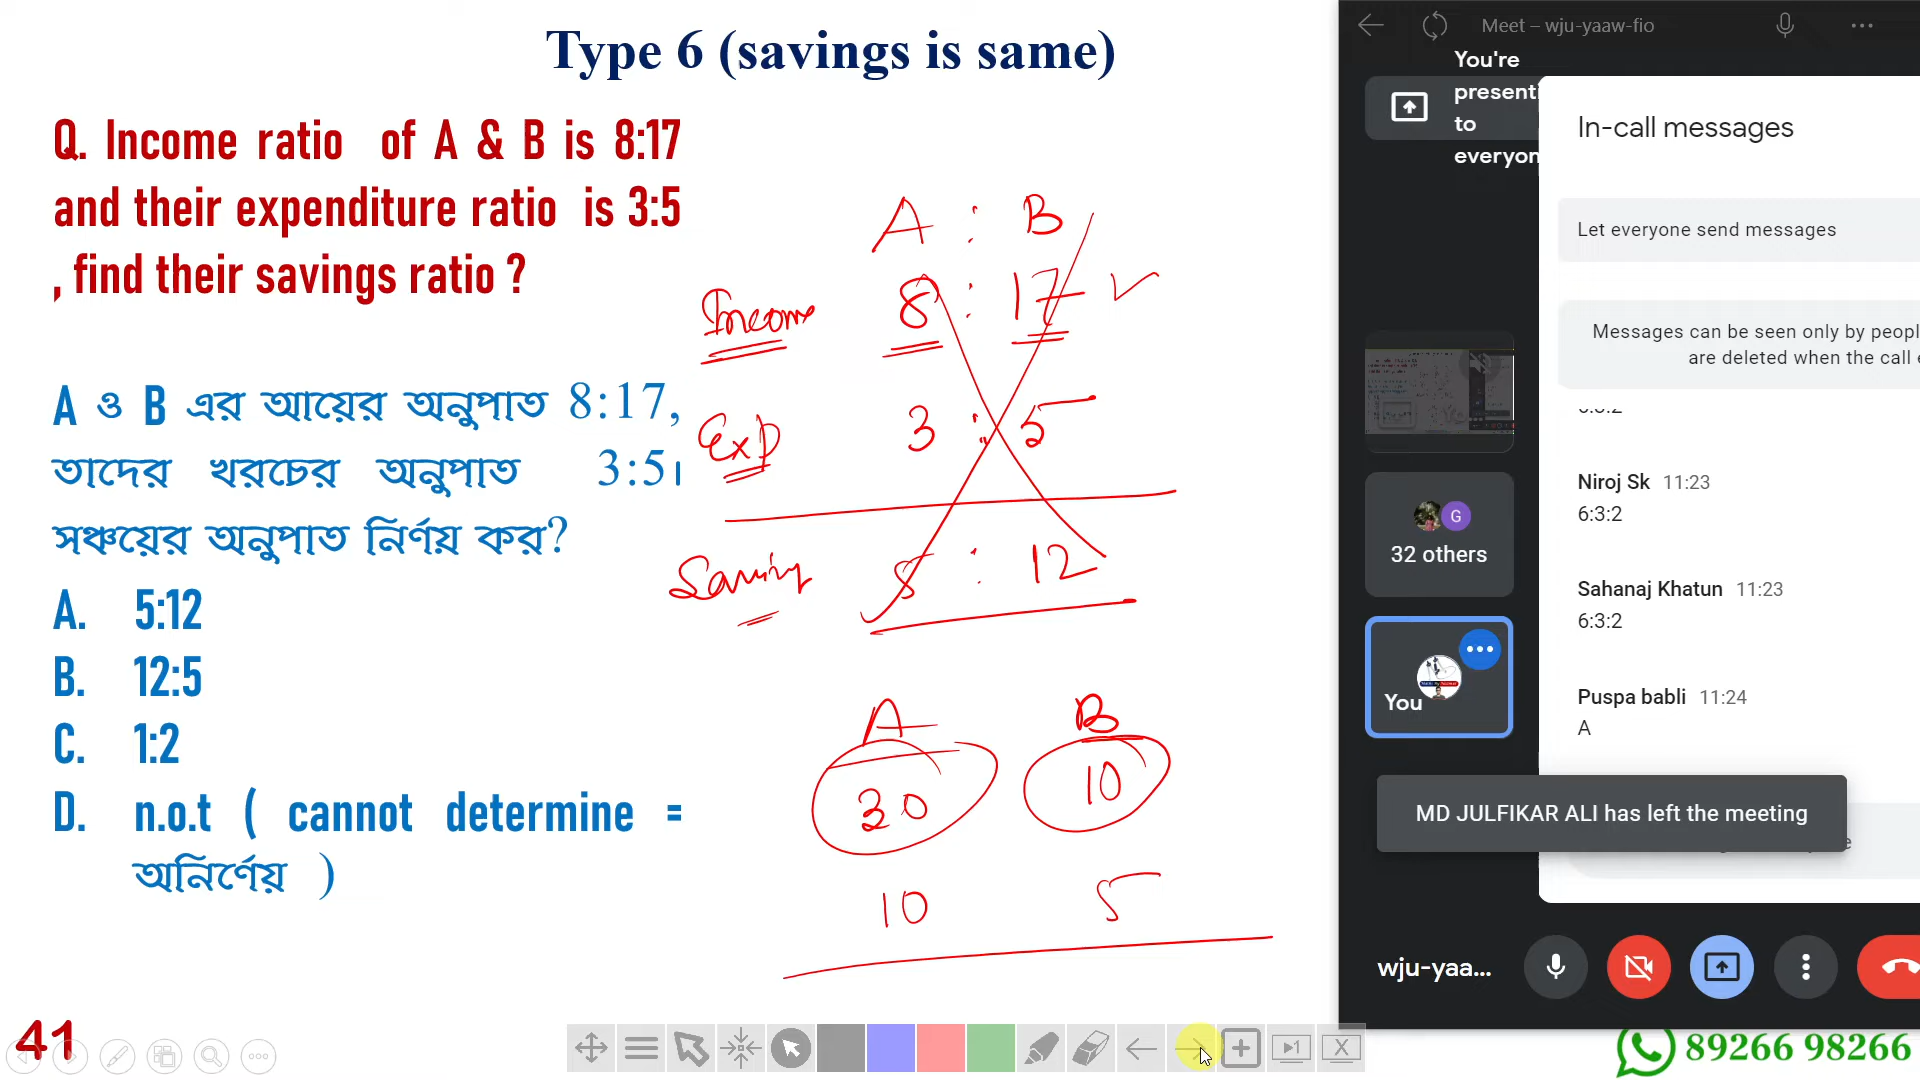 Type 6 (savings is same)
Q. Income ratio of A & B is 8:17
and their expenditure ratio is 3:5
, find their savings ratio ?
A ও B এর আয়ের অনুপাত 8:17,
তাদের খরচের অনুপাত 3:5।
সঞ্চয়ের অনুপাত নির্ণয় কর?
A. 5:12
B. 12:5
C. 1:2
D. n.o.t ( cannot determine =
অনির্ণেয় )
41
A : B
Income 8 : 17
Exp 3 : 5
Saving 5 : 12
A B
30 10
10 5
Meet – wju-yaaw-fio
You're
presenti
to
everyon
In-call messages
Let everyone send messages
Messages can be seen only by peopl
are deleted when the call e
Niroj Sk 11:23
6:3:2
Sahanaj Khatun 11:23
6:3:2
Puspa babli 11:24
A
G
32 others
You
MD JULFIKAR ALI has left the meeting
wju-yaa...
89266 98266